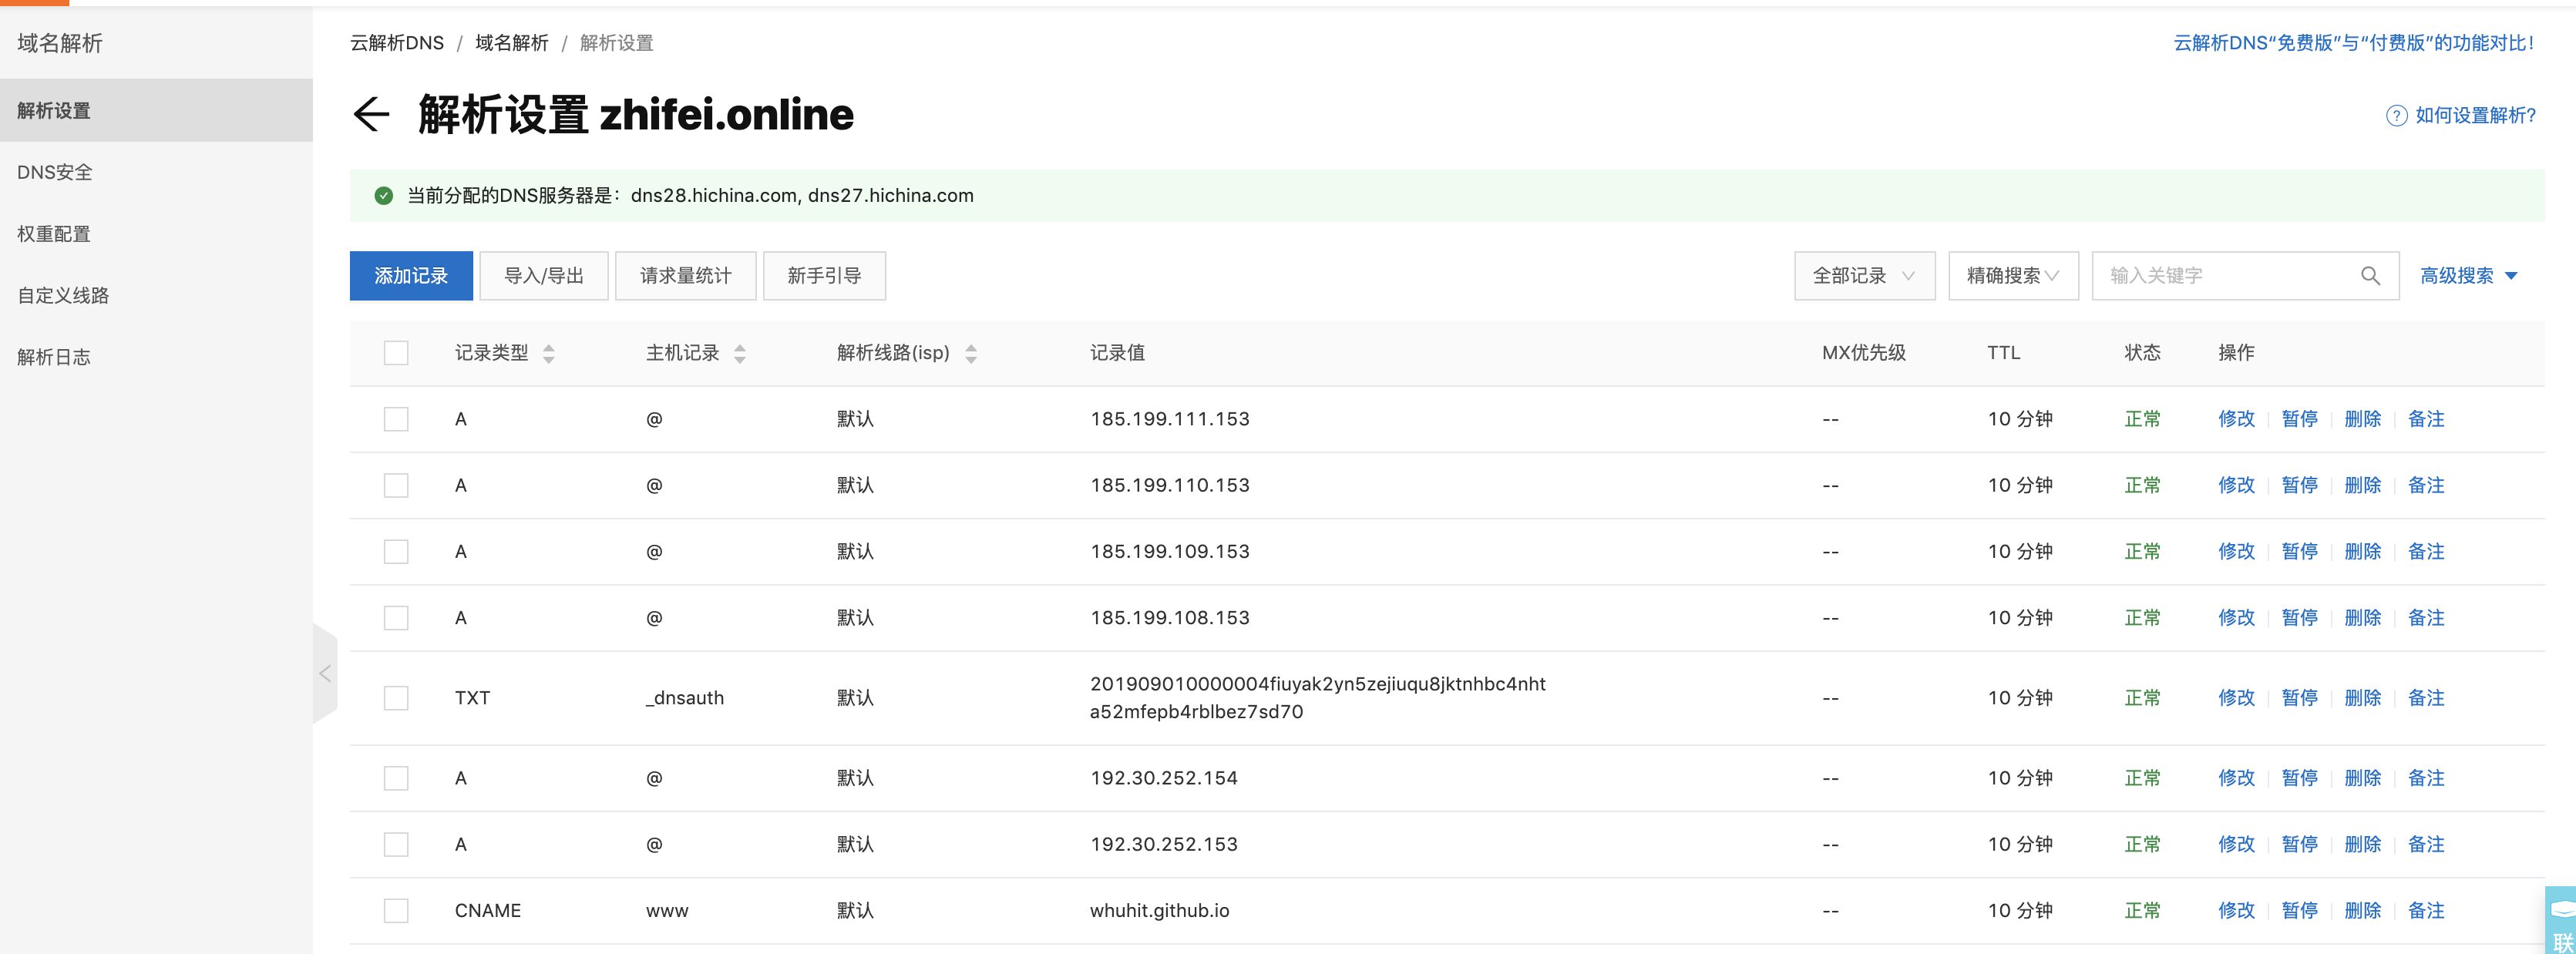 域名解析
解析设置
DNS安全
权重配置
自定义线路
解析日志
云解析DNS / 域名解析 / 解析设置
云解析DNS“免费版”与“付费版”的功能对比!
解析设置 zhifei.online
? 如何设置解析?
当前分配的DNS服务器是：dns28.hichina.com, dns27.hichina.com
添加记录 导入/导出 请求量统计 新手引导 全部记录 精确搜索 输入关键字 高级搜索
记录类型 主机记录 解析线路(isp) 记录值 MX优先级 TTL 状态 操作
A @ 默认 185.199.111.153 -- 10 分钟 正常 修改 暂停 删除 备注
A @ 默认 185.199.110.153 -- 10 分钟 正常 修改 暂停 删除 备注
A @ 默认 185.199.109.153 -- 10 分钟 正常 修改 暂停 删除 备注
A @ 默认 185.199.108.153 -- 10 分钟 正常 修改 暂停 删除 备注
TXT _dnsauth 默认 201909010000004fiuyak2yn5zejiuqu8jktnhbc4nht
a52mfepb4rblbez7sd70 -- 10 分钟 正常 修改 暂停 删除 备注
A @ 默认 192.30.252.154 -- 10 分钟 正常 修改 暂停 删除 备注
A @ 默认 192.30.252.153 -- 10 分钟 正常 修改 暂停 删除 备注
CNAME www 默认 whuhit.github.io -- 10 分钟 正常 修改 暂停 删除 备注
联